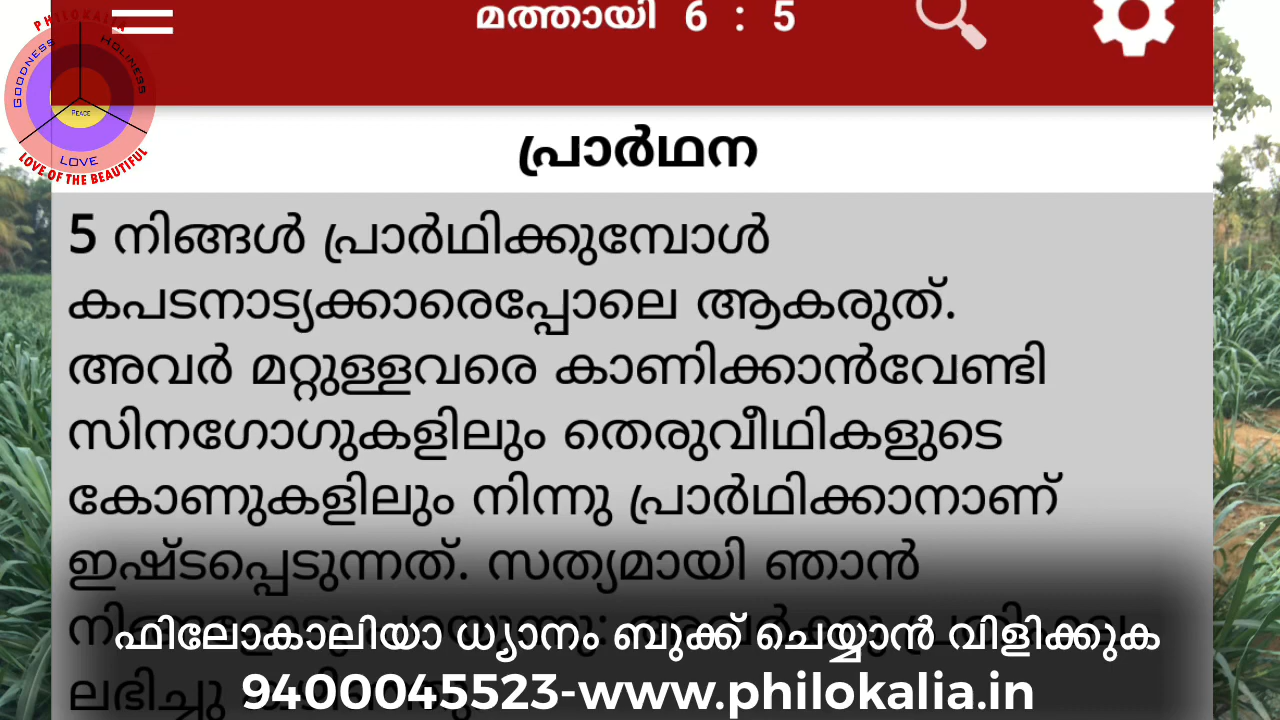 PHILOKALIA
GOODNESS
HOLINESS
PEACE
LOVE
LOVE OF THE BEAUTIFUL
മത്തായി 6 : 5
പ്രാർഥന
5 നിങ്ങൾ പ്രാർഥിക്കുമ്പോൾ
കപടനാട്യക്കാരെപ്പോലെ ആകരുത്.
അവർ മറ്റുള്ളവരെ കാണിക്കാൻവേണ്ടി
സിനഗോഗുകളിലും തെരുവീഥികളുടെ
കോണുകളിലും നിന്നു പ്രാർഥിക്കാനാണ്
ഇഷ്ടപ്പെടുന്നത്. സത്യമായി ഞാൻ
ലഭിച്ചു
ഫിലോകാലിയാ ധ്യാനം ബുക്ക് ചെയ്യാൻ വിളിക്കുക
9400045523-www.philokalia.in